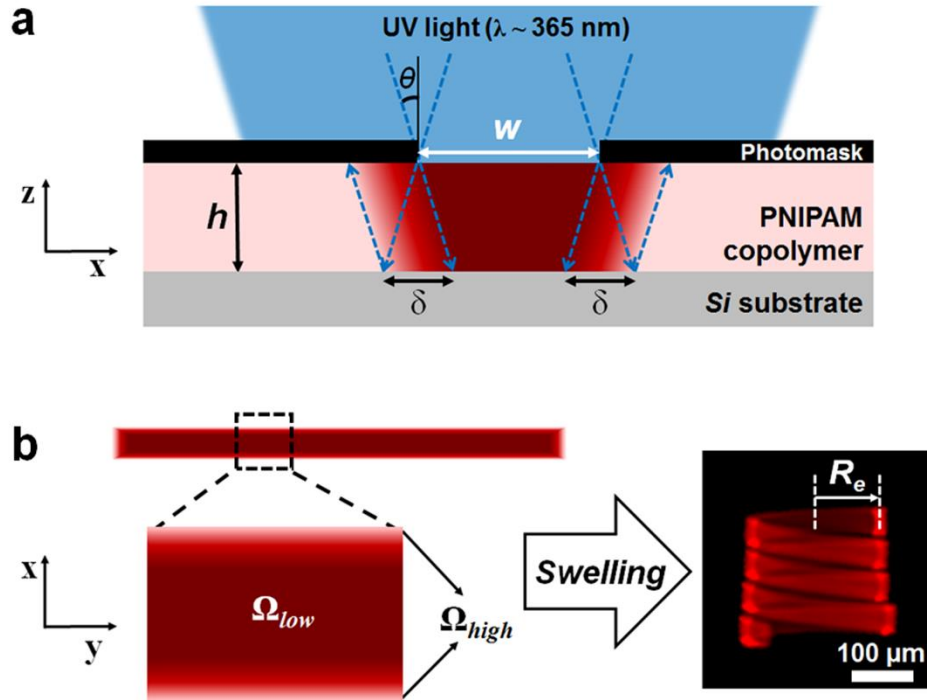 a
UV light (λ ~ 365 nm)
θ
w
Photomask
z
h
PNIPAM
copolymer
x
δ
δ
Si substrate
b
R_e
x
Ω_low
Ω_high
Swelling
y
100 μm